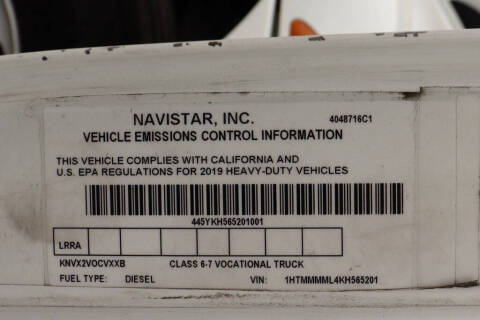 NAVISTAR, INC. 4048716C1
VEHICLE EMISSIONS CONTROL INFORMATION
THIS VEHICLE COMPLIES WITH CALIFORNIA AND
U.S. EPA REGULATIONS FOR 2019 HEAVY-DUTY VEHICLES
445YKH565201001
LRRA
KNVX2VOCVXXB CLASS 6-7 VOCATIONAL TRUCK
FUEL TYPE: DIESEL VIN: 1HTMMMML4KH565201